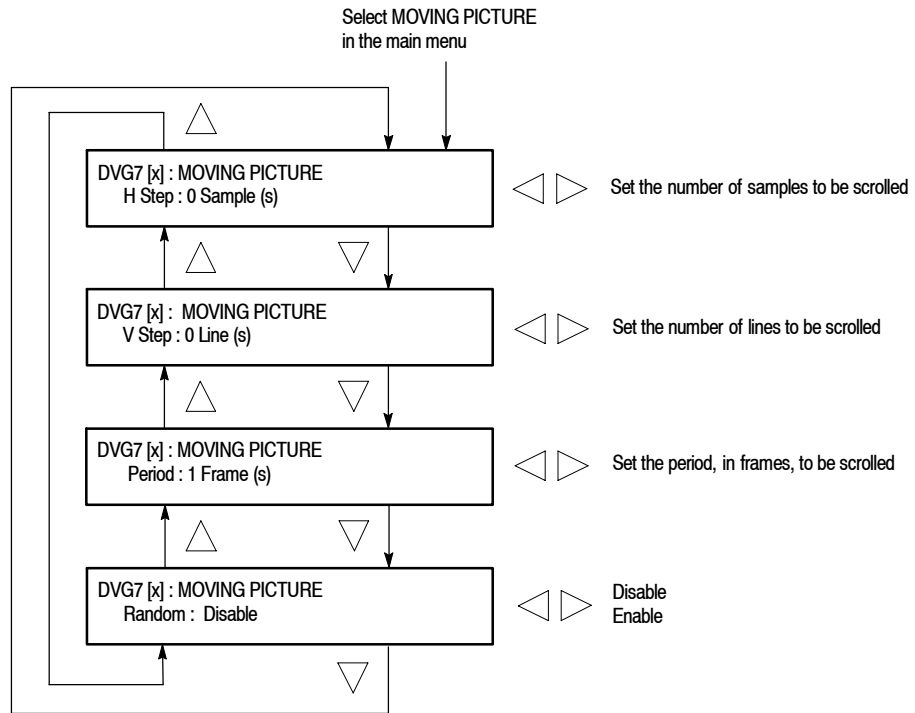 Select MOVING PICTURE
in the main menu
DVG7 [x] : MOVING PICTURE
H Step : 0 Sample (s)
Set the number of samples to be scrolled
DVG7 [x] : MOVING PICTURE
V Step : 0 Line (s)
Set the number of lines to be scrolled
DVG7 [x] : MOVING PICTURE
Period : 1 Frame (s)
Set the period, in frames, to be scrolled
DVG7 [x] : MOVING PICTURE
Random : Disable
Disable
Enable